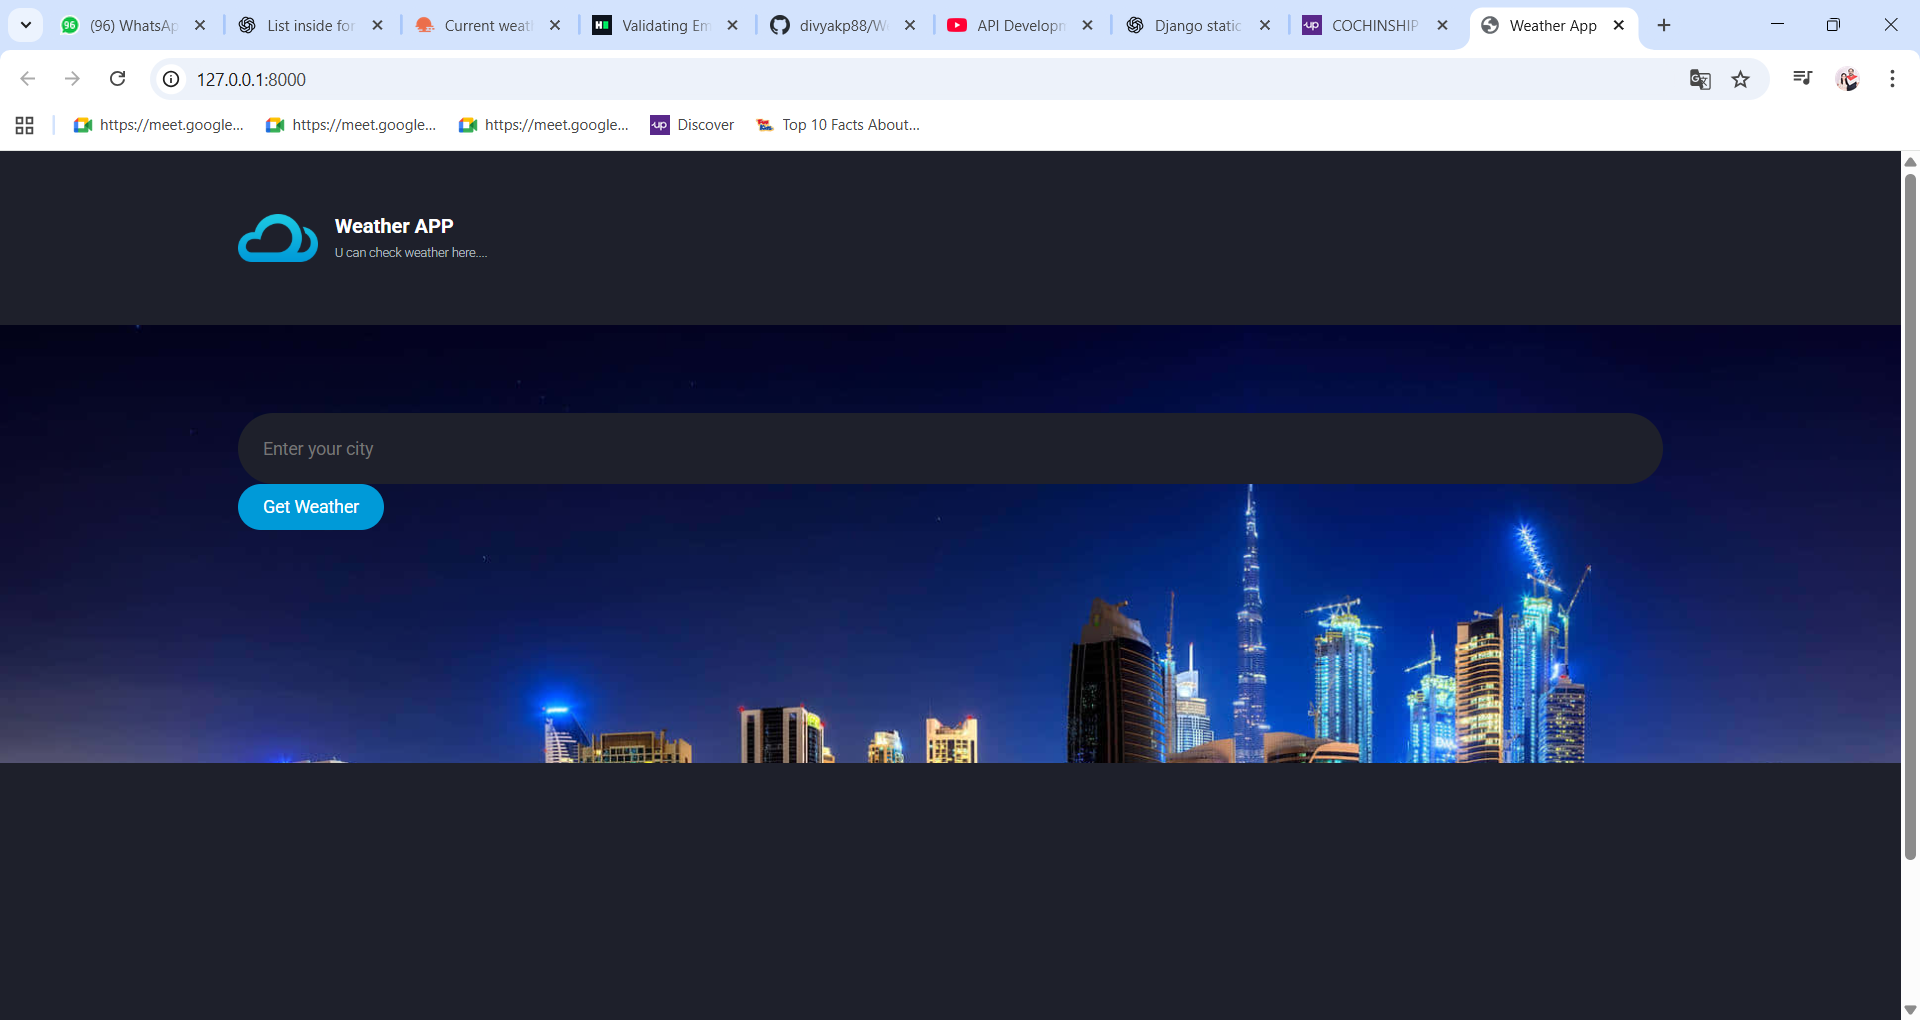 (96) WhatsAp
List inside for
Current weat
Validating Em
divyakp88/W
API Developm
Django static
COCHINSHIP
Weather App
127.0.0.1:8000
https://meet.google...
https://meet.google...
https://meet.google...
Discover
Top 10 Facts About...
Weather APP
U can check weather here....
Enter your city
Get Weather